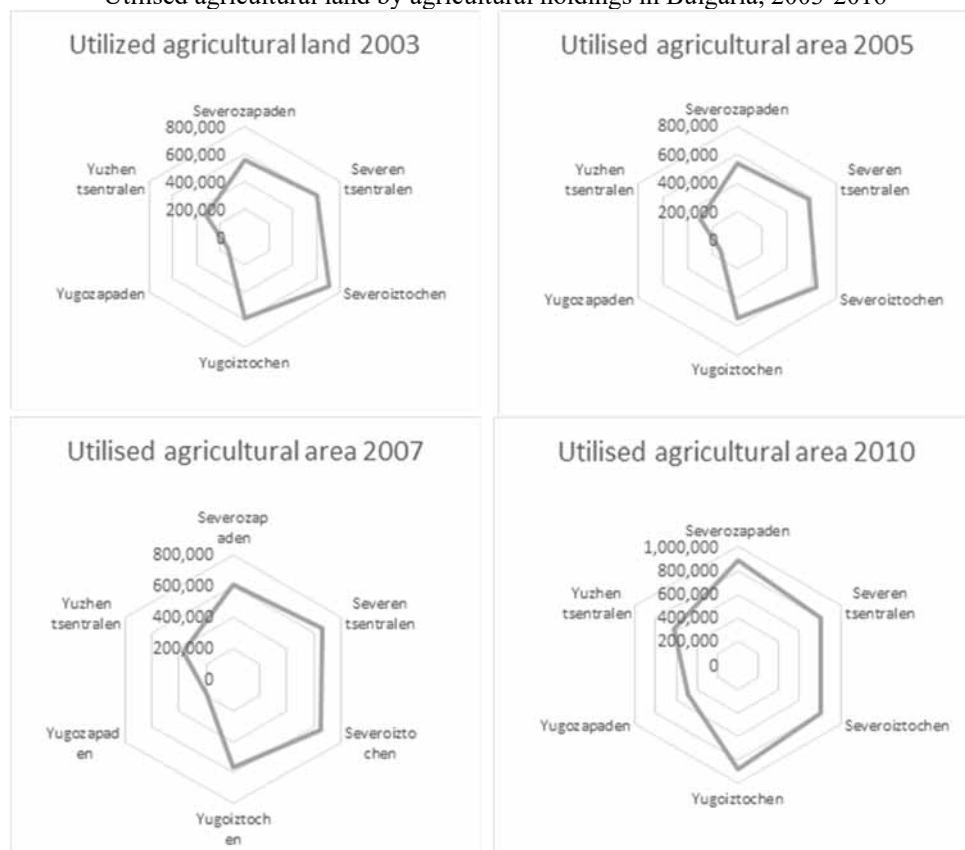 Utilised agricultural land by agricultural holdings in Bulgaria, 2003-2010
Utilized agricultural land 2003
Severozapaden
800,000
600,000
400,000
200,000
0
Severen
tsentralen
Severoiztochen
Yugoiztochen
Yugozapaden
Yuzhen
tsentralen
Utilised agricultural area 2005
Severozapaden
800,000
600,000
400,000
200,000
0
Severen
tsentralen
Severoiztochen
Yugoiztochen
Yugozapaden
Yuzhen
tsentralen
Utilised agricultural area 2007
Severozap
aden
800,000
600,000
400,000
200,000
0
Severen
tsentralen
Severoizto
chen
Yugoiztoch
en
Yugozapad
en
Yuzhen
tsentralen
Utilised agricultural area 2010
Severozapaden
1,000,000
800,000
600,000
400,000
200,000
0
Severen
tsentralen
Severoiztochen
Yugoiztochen
Yugozapaden
Yuzhen
tsentralen